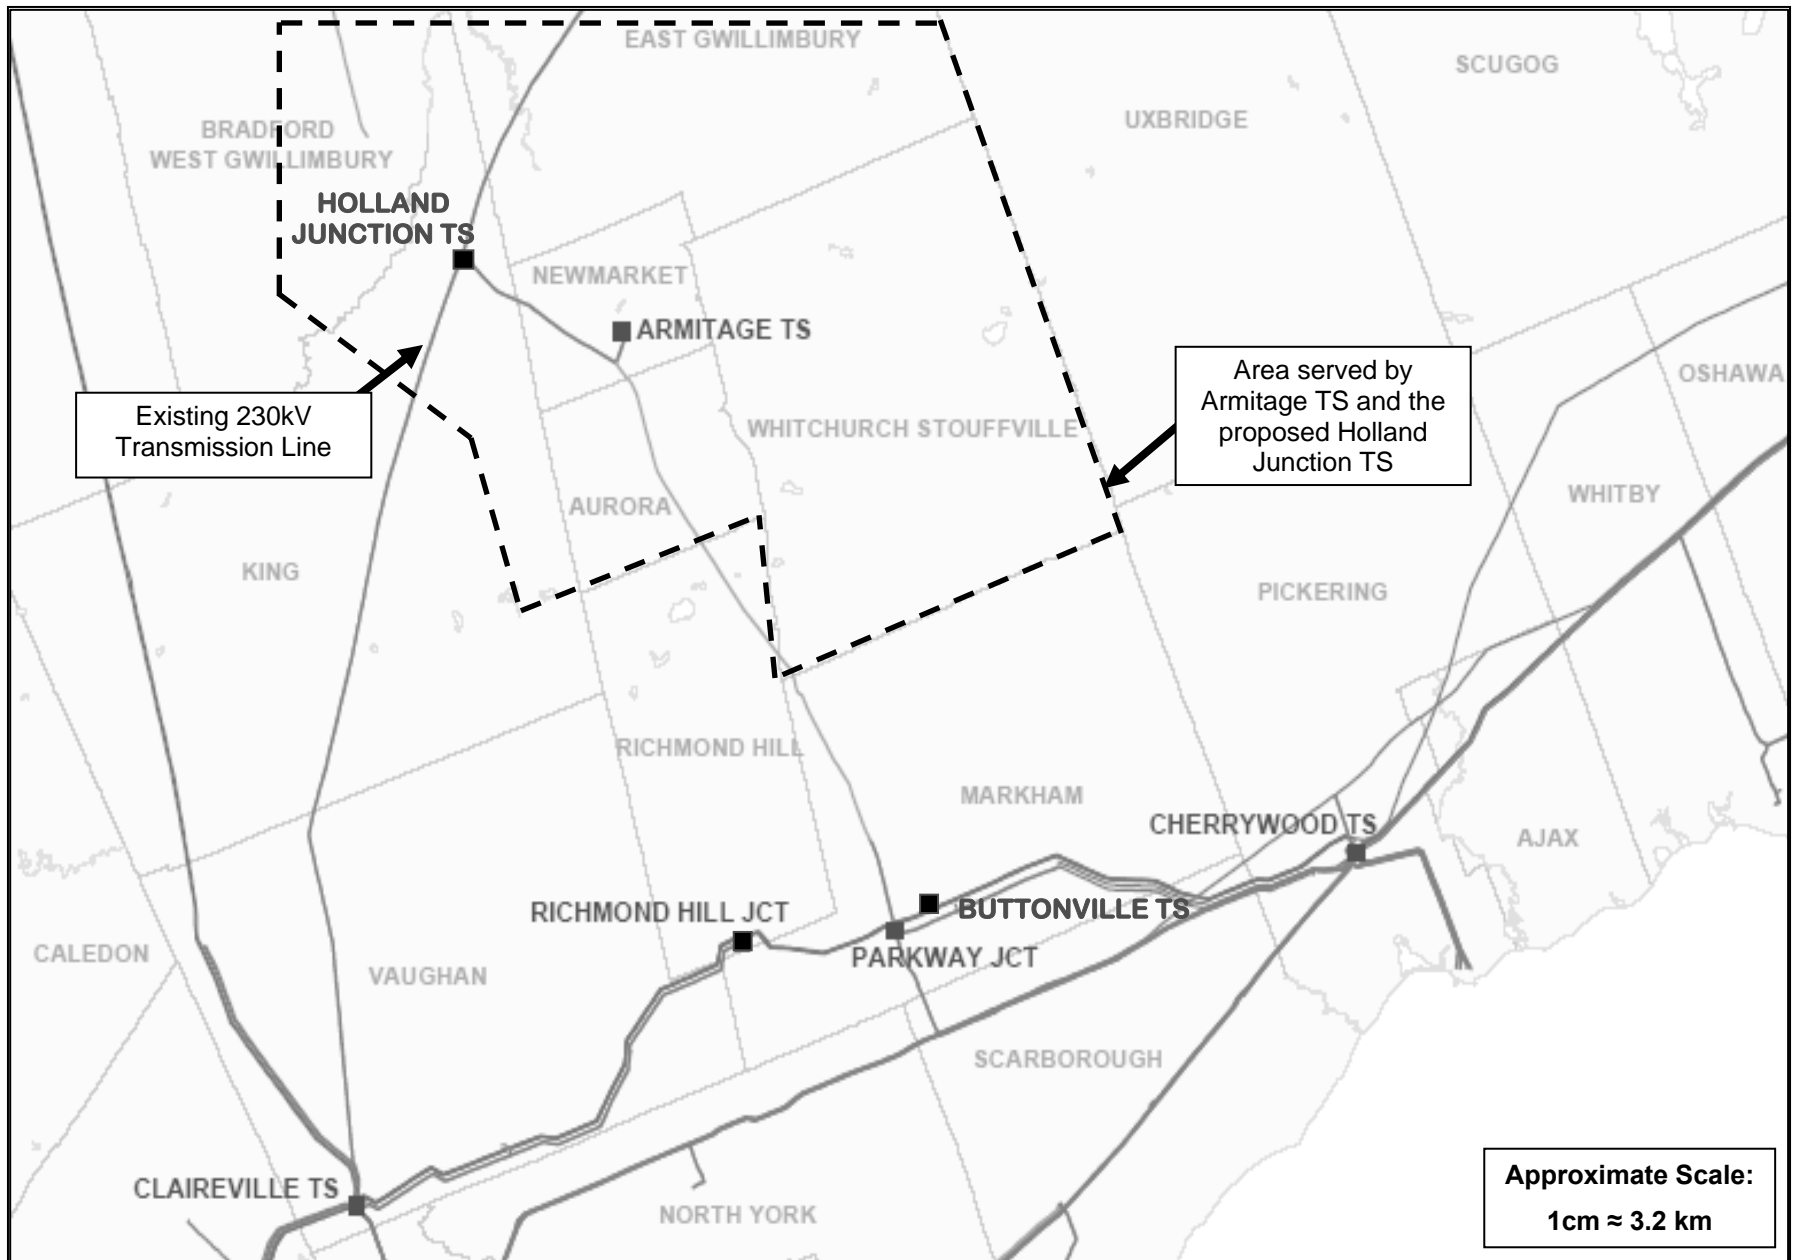 EAST GWILLIMBURY
SCUGOG
UXBRIDGE
BRADFORD
WEST GWILLIMBURY
HOLLAND
JUNCTION TS
NEWMARKET
ARMITAGE TS
Existing 230kV
Transmission Line
Area served by
Armitage TS and the
proposed Holland
Junction TS
OSHAWA
WHITCHURCH STOUFFVILLE
WHITBY
AURORA
KING
PICKERING
RICHMOND HILL
MARKHAM
CHERRYWOOD TS
AJAX
RICHMOND HILL JCT
BUTTONVILLE TS
PARKWAY JCT
CALEDON
VAUGHAN
SCARBOROUGH
CLAIREVILLE TS
NORTH YORK
Approximate Scale:
1cm ≈ 3.2 km